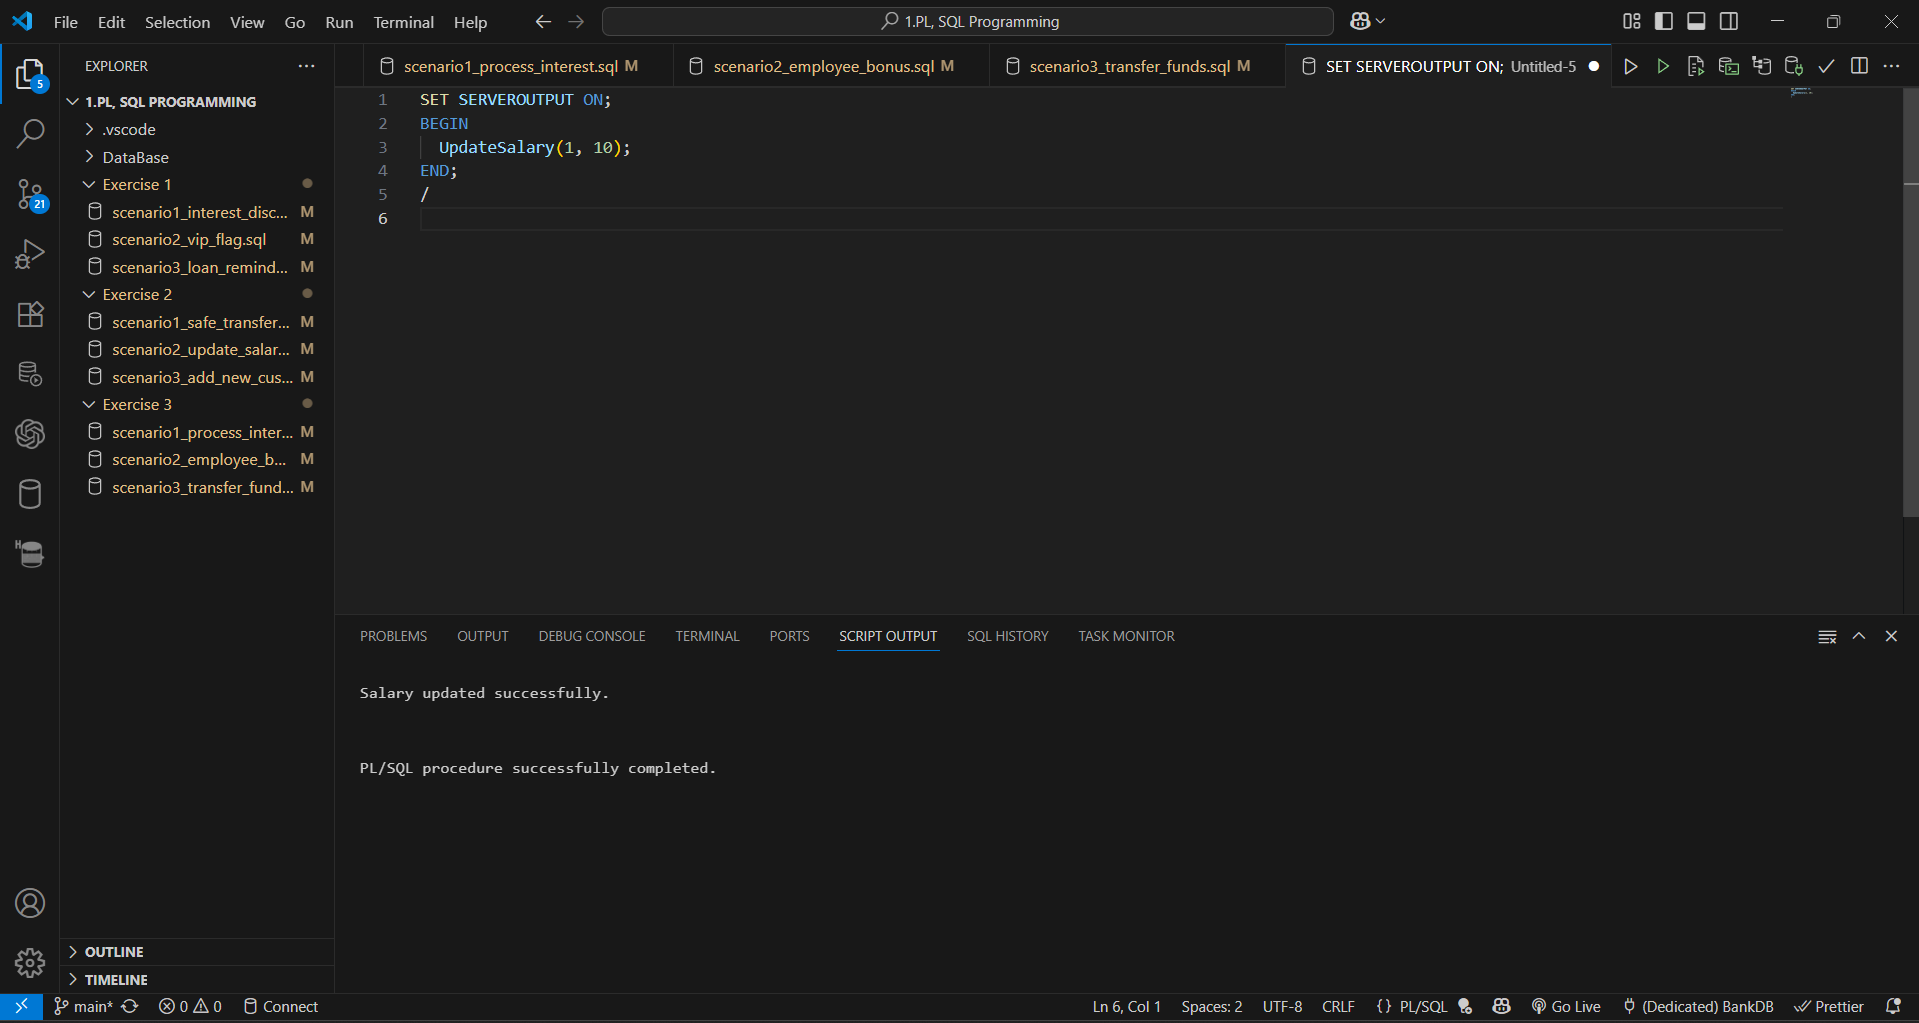 File Edit Selection View Go Run Terminal Help
1.PL, SQL Programming
5
21
H
EXPLORER
1.PL, SQL PROGRAMMING
.vscode
DataBase
Exercise 1
scenario1_interest_disc... M
scenario2_vip_flag.sql M
scenario3_loan_remind... M
Exercise 2
scenario1_safe_transfer... M
scenario2_update_salar... M
scenario3_add_new_cus... M
Exercise 3
scenario1_process_inter... M
scenario2_employee_b... M
scenario3_transfer_fund... M
OUTLINE
TIMELINE
scenario1_process_interest.sql M
scenario2_employee_bonus.sql M
scenario3_transfer_funds.sql M
SET SERVEROUTPUT ON; Untitled-5
1 SET SERVEROUTPUT ON;
2 BEGIN
3 UpdateSalary(1, 10);
4 END;
5 /
6
PROBLEMS OUTPUT DEBUG CONSOLE TERMINAL PORTS SCRIPT OUTPUT SQL HISTORY TASK MONITOR
Salary updated successfully.
PL/SQL procedure successfully completed.
main* 0 0 Connect Ln 6, Col 1 Spaces: 2 UTF-8 CRLF {} PL/SQL Go Live (Dedicated) BankDB Prettier